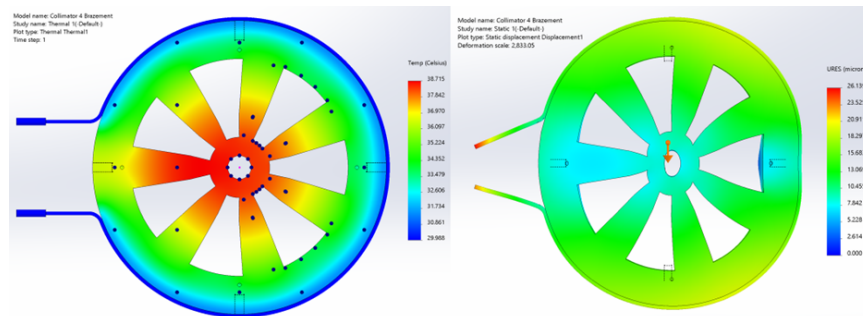 Model name: Collimator 4 Brazement
Study name: Thermal 1(-Default-)
Plot type: Thermal Thermal1
Time step: 1
Temp (Celsius)
38.715
37.842
36.970
36.097
35.224
34.352
33.479
32.606
31.734
30.861
29.988
Model name: Collimator 4 Brazement
Study name: Static 1(-Default-)
Plot type: Static displacement Displacement1
Deformation scale: 2,833.05
URES (micron
26.139
23.525
20.911
18.297
15.683
13.069
10.455
7.842
5.228
2.614
0.000